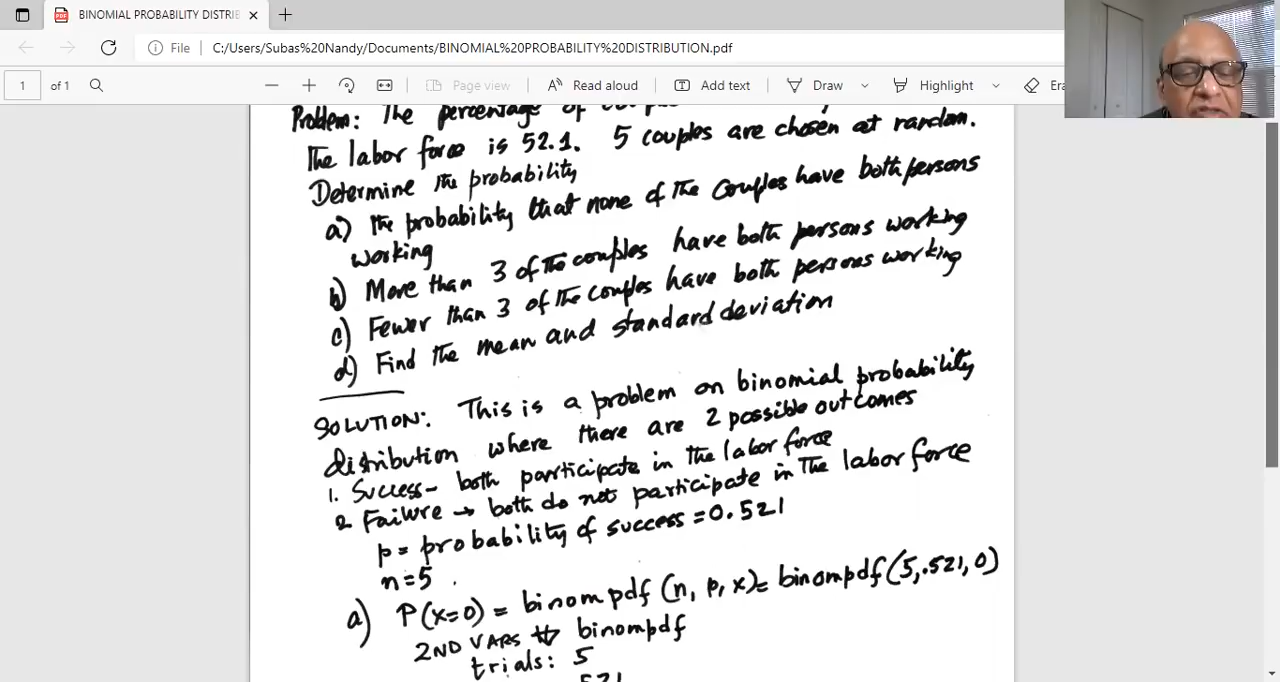 BINOMIAL PROBABILITY DISTRIB
File
C:/Users/Subas%20Nandy/Documents/BINOMIAL%20PROBABILITY%20DISTRIBUTION.pdf
1 of 1
Page view
Read aloud
Add text
Draw
Highlight
Era
Problem: The percentage of
the labor force is 52.1. 5 couples are chosen at random.
Determine the probability
a) the probability that none of the couples have both persons
working
b) More than 3 of the couples have both persons working
c) Fewer than 3 of the couples have both persons working
d) Find the mean and standard deviation
SOLUTION: This is a problem on binomial probability
distribution where there are 2 possible outcomes
1. Success- both participate in the labor force
2 Failure → both do not participate in the labor force
p = probability of success = 0.521
n=5
a) P(x=0) = binompdf (n, p, x)= binompdf(5,.521,0)
2ND VARS binompdf
trials: 5
.521